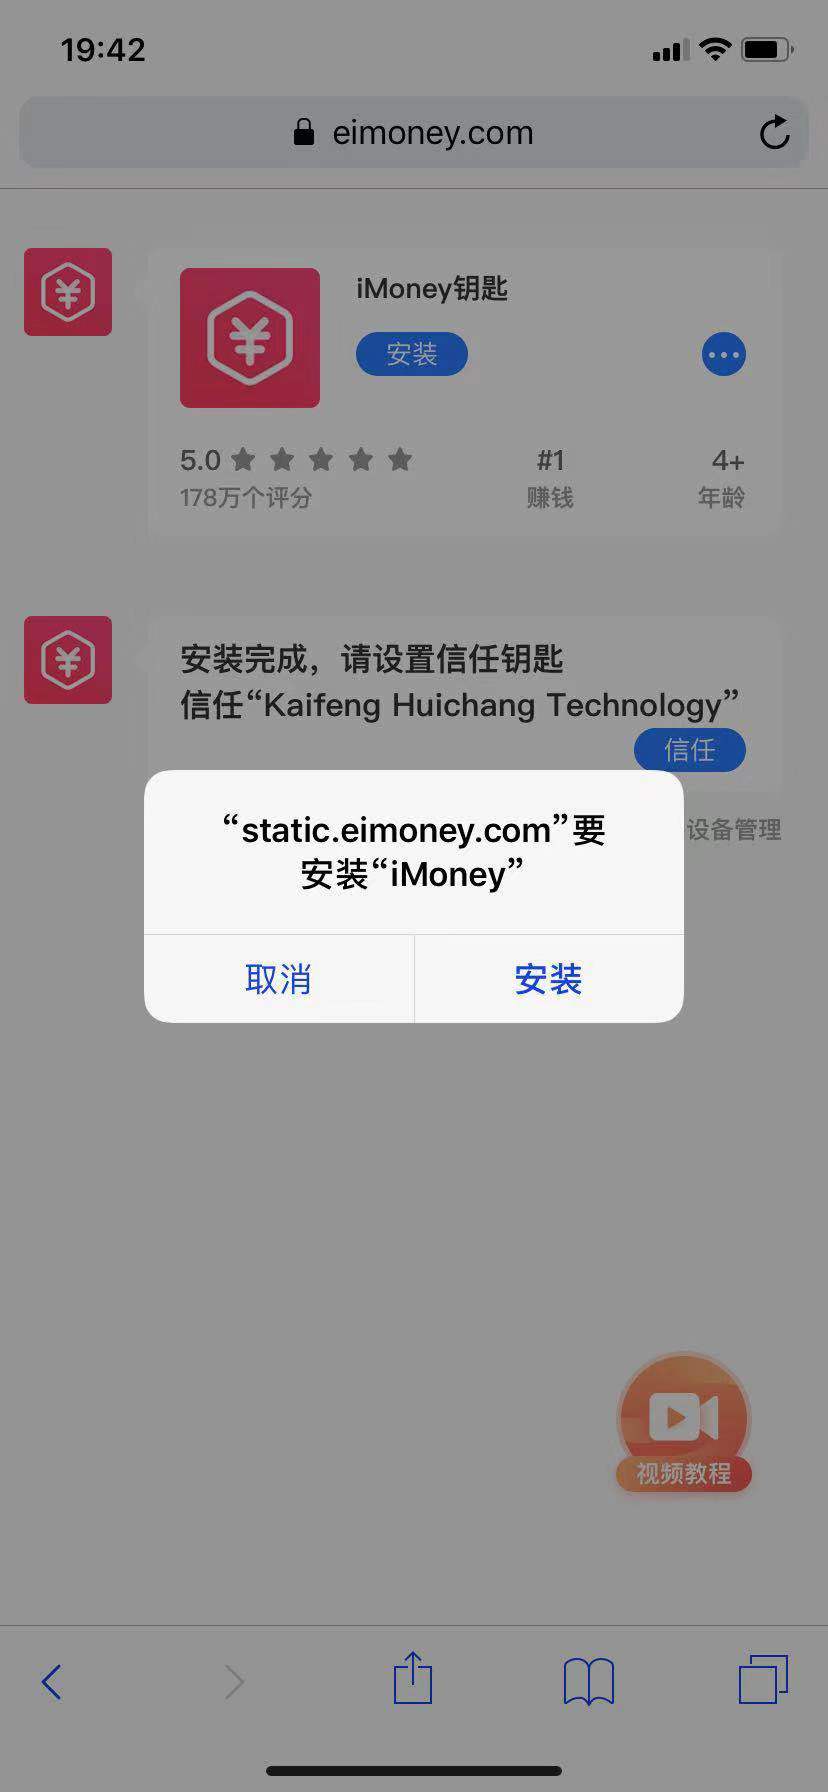 19:42
eimoney.com
iMoney钥匙
安装
5.0
#1
4+
178万个评分
赚钱
年龄
安装完成，请设置信任钥匙
信任“Kaifeng Huichang Technology”
信任
设备管理
“static.eimoney.com”要
安装“iMoney”
取消
安装
视频教程